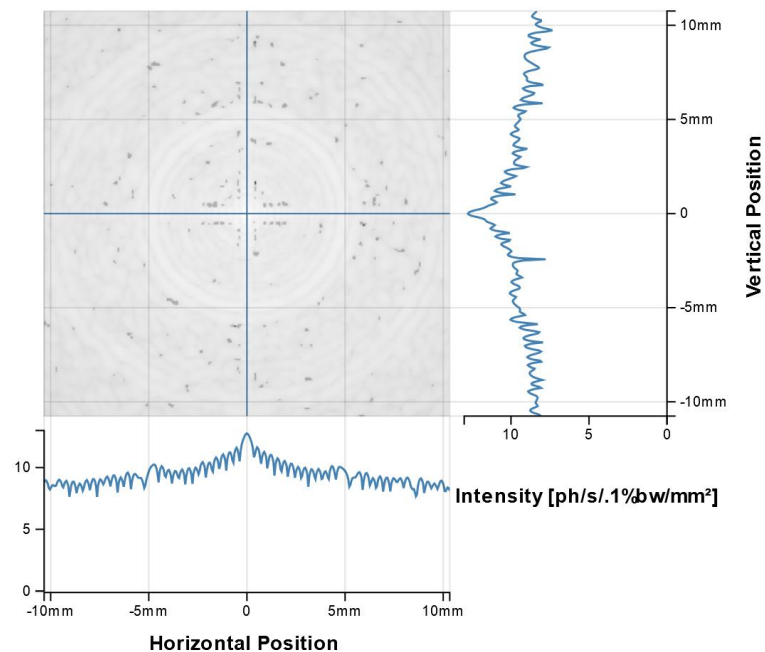 10mm
5mm
0
-5mm
-10mm
Vertical Position
10 5 0
10
5
0
-10mm -5mm 0 5mm 10mm
Intensity [ph/s/.1%bw/mm²]
Horizontal Position